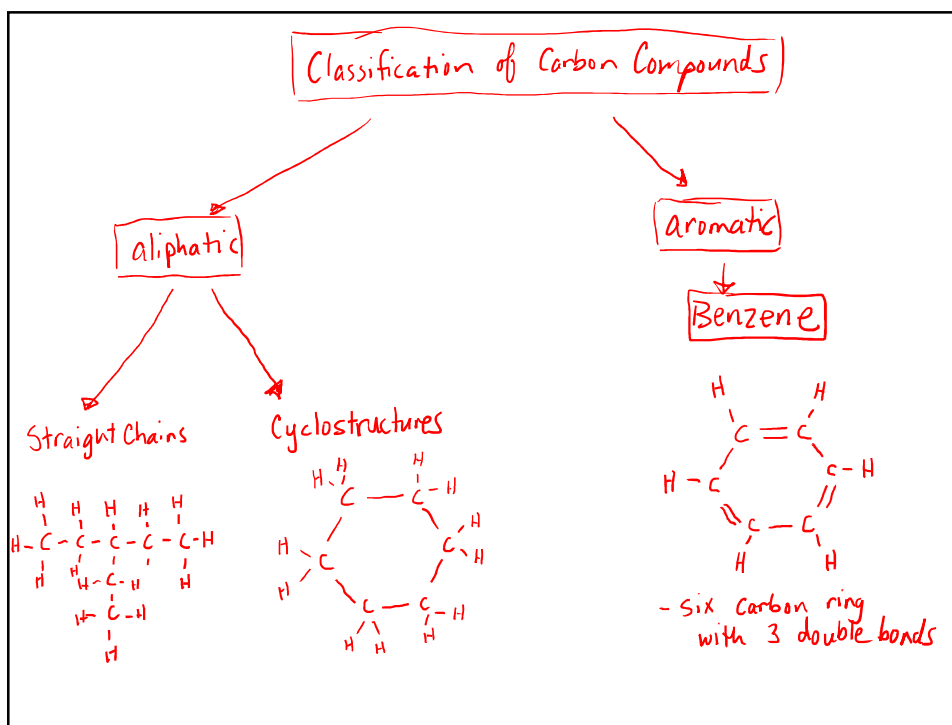 Classification of Carbon Compounds
aliphatic
aromatic
Benzene
Straight Chains
Cyclostructures
H H H H H
H-C-C-C-C-C-H
H H H
H-C-H
H-C-H
H
H H
H C — C -H
H C C H
H H
C — C H
H H H
H H
C = C
H-C C-H
C - C
H H
- six carbon ring
with 3 double bonds